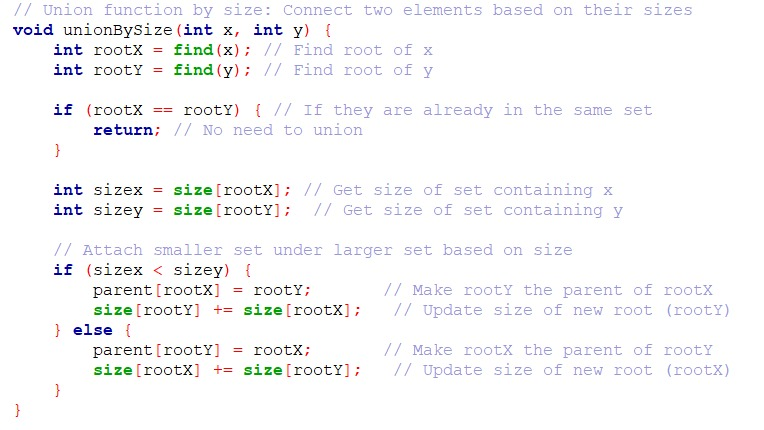 // Union function by size: Connect two elements based on their sizes
void unionBySize(int x, int y) {
    int rootX = find(x); // Find root of x
    int rootY = find(y); // Find root of y

    if (rootX == rootY) { // If they are already in the same set
        return; // No need to union
    }

    int sizex = size[rootX]; // Get size of set containing x
    int sizey = size[rootY];  // Get size of set containing y

    // Attach smaller set under larger set based on size
    if (sizex < sizey) {
        parent[rootX] = rootY;       // Make rootY the parent of rootX
        size[rootY] += size[rootX];   // Update size of new root (rootY)
    } else {
        parent[rootY] = rootX;       // Make rootX the parent of rootY
        size[rootX] += size[rootY];   // Update size of new root (rootX)
    }
}